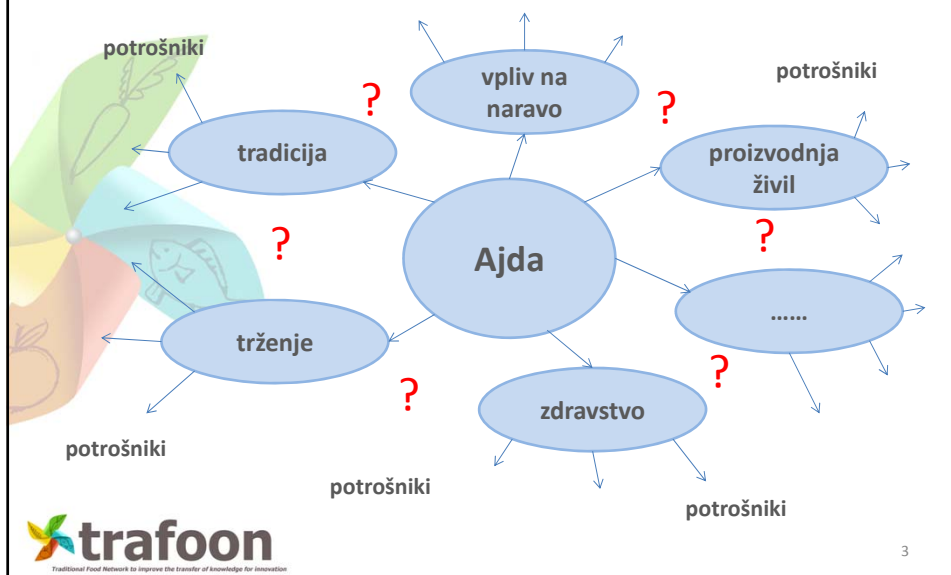 potrošniki
vpliv na
naravo
potrošniki
?
?
tradicija
proizvodnja
živil
?
?
Ajda
……
trženje
?
?
zdravstvo
potrošniki
potrošniki
potrošniki
trafoon
Traditional Food Network to improve the transfer of knowledge for innovation
3